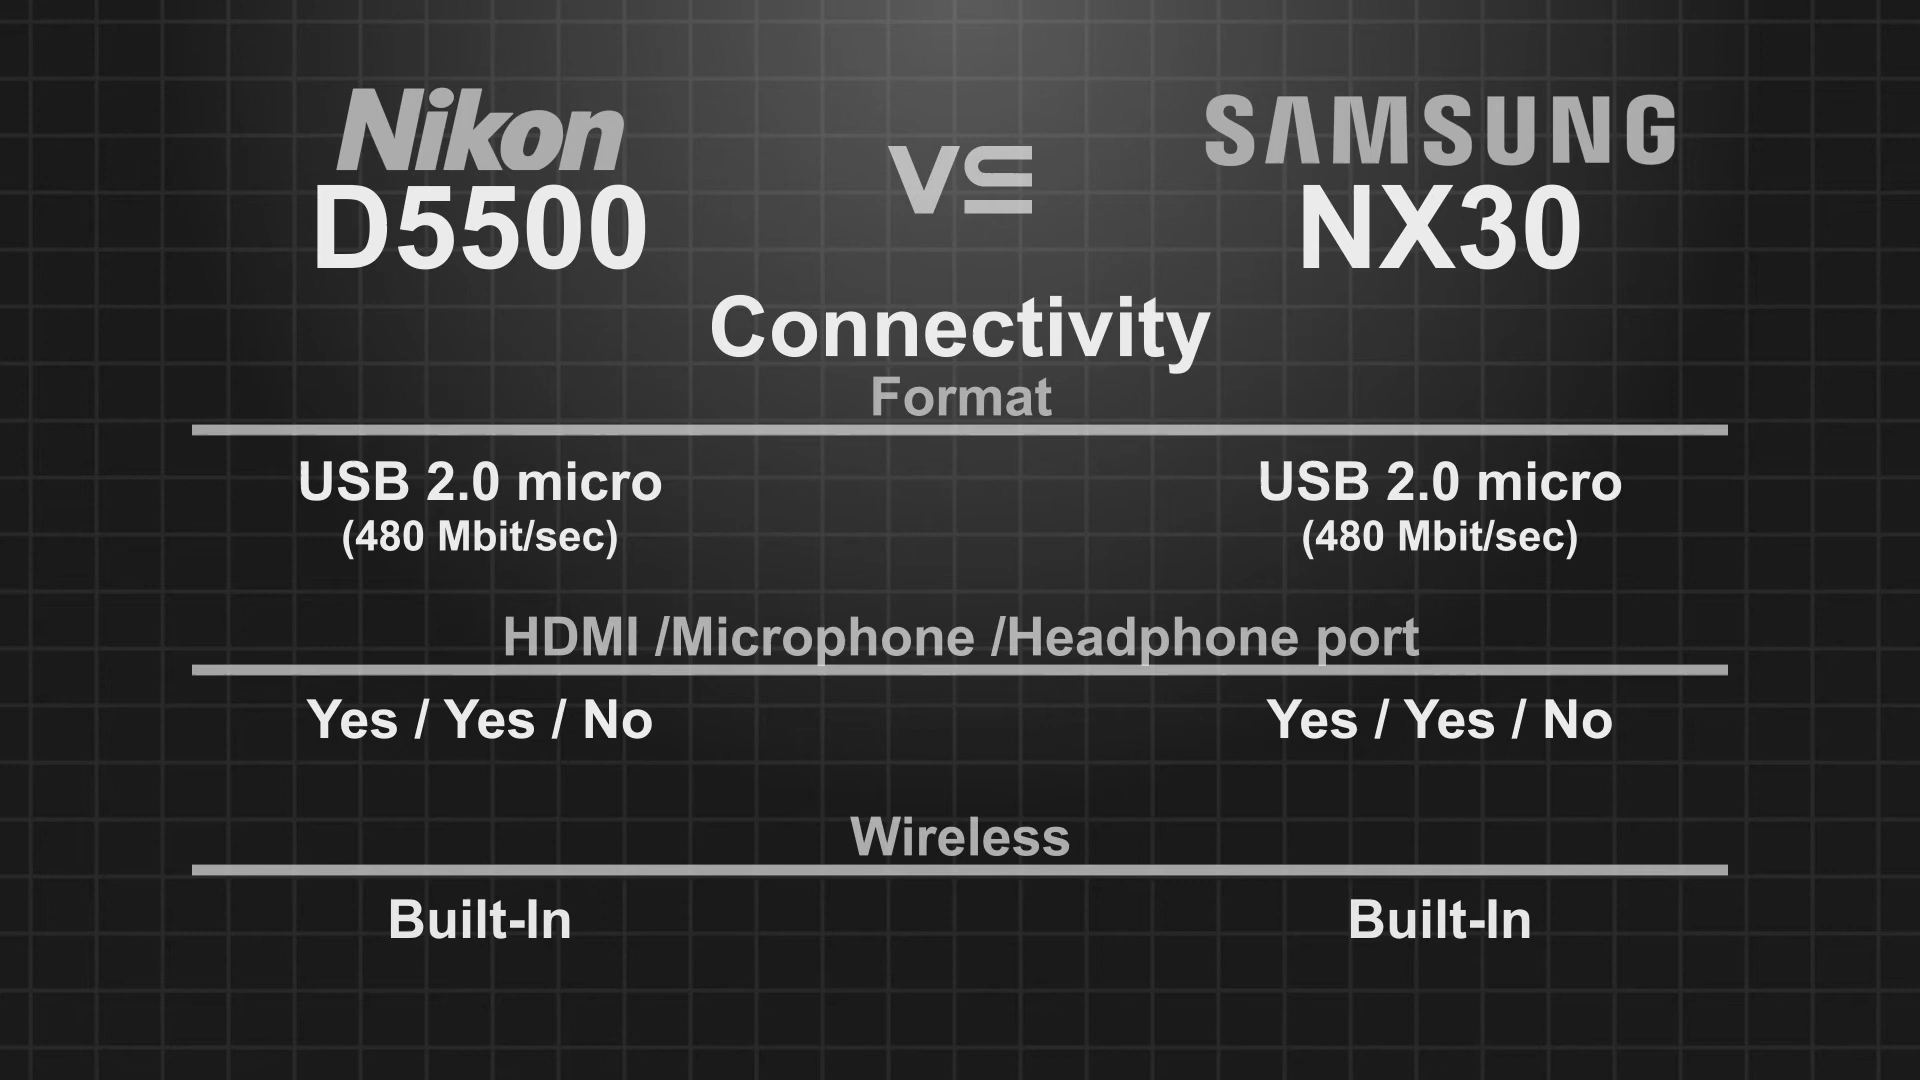 Nikon VS SAMSUNG
D5500 NX30
Connectivity
Format
USB 2.0 micro USB 2.0 micro
(480 Mbit/sec) (480 Mbit/sec)
HDMI /Microphone /Headphone port
Yes / Yes / No Yes / Yes / No
Wireless
Built-In Built-In